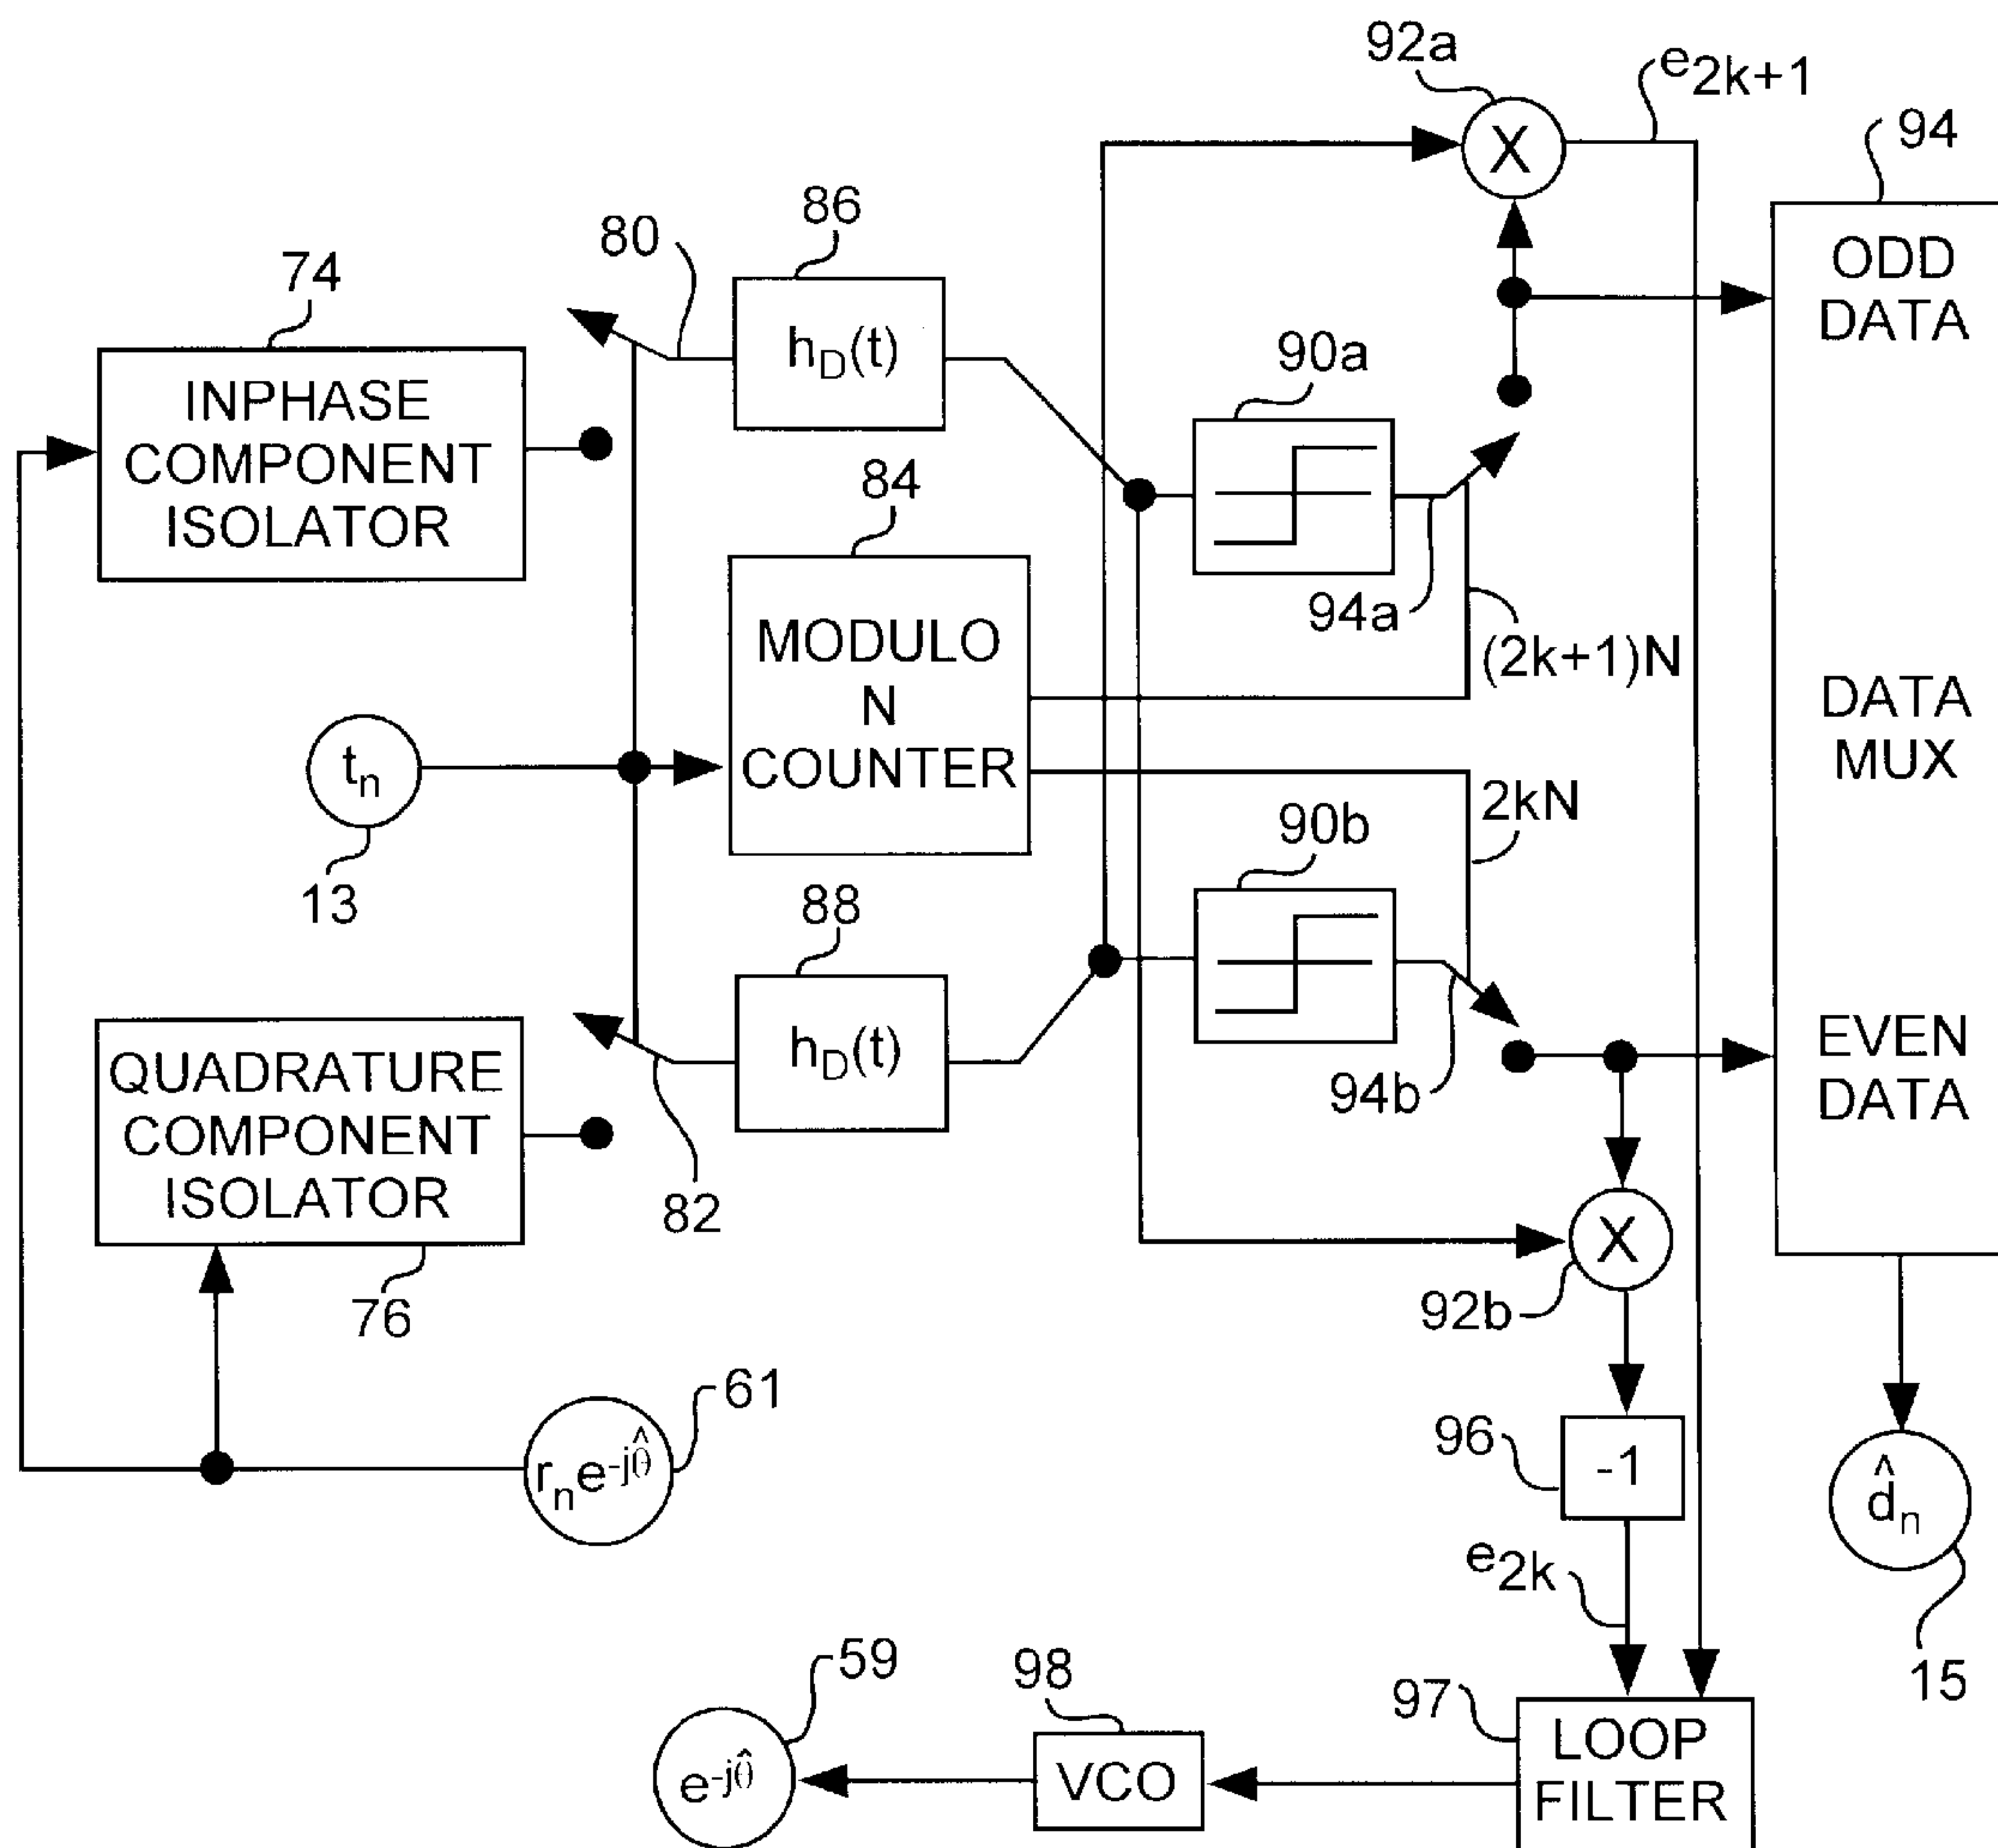 92a
e2k+1
94
86
80
74
hD(t)
INPHASE
COMPONENT
ISOLATOR
90a
X
ODD
DATA
84
94a
(2k+1)N
MODULO
N
COUNTER
tn
13
DATA
MUX
2kN
90b
88
hD(t)
94b
EVEN
DATA
QUADRATURE
COMPONENT
ISOLATOR
82
76
X
92b
61
rn e-jθ̂
96
-1
d̂n
e2k
15
59
98
97
e-jθ̂
VCO
LOOP
FILTER